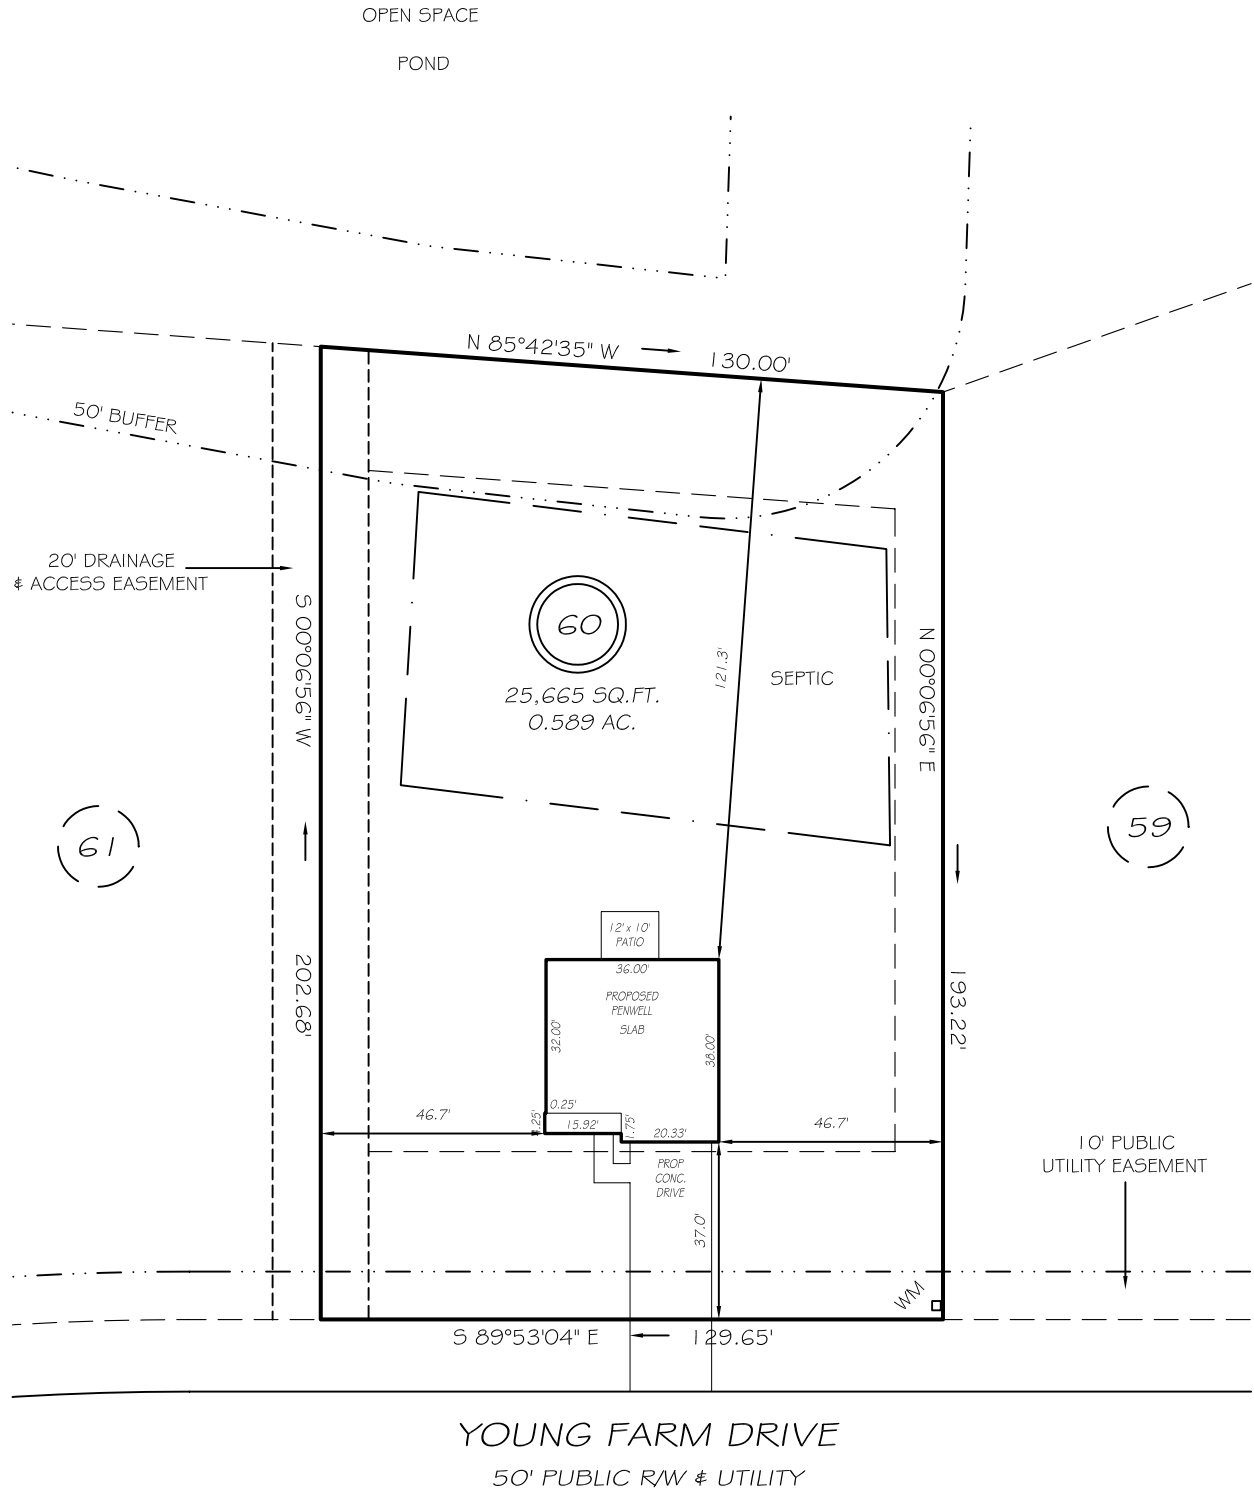 OPEN SPACE
POND
N 85°42'35" W
130.00'
50' BUFFER
20' DRAINAGE
& ACCESS EASEMENT
S 00°06'56" W
202.68'
60
25,665 SQ.FT.
0.589 AC.
121.3'
SEPTIC
N 00°06'56" E
193.22'
61
59
12' x 10'
PATIO
36.00'
PROPOSED
PENWELL
SLAB
32.00'
38.00'
0.25'
4.25'
15.92'
1.75'
20.33'
46.7'
46.7'
PROP
CONC.
DRIVE
37.0'
10' PUBLIC
UTILITY EASEMENT
WM
S 89°53'04" E
129.65'
YOUNG FARM DRIVE
50' PUBLIC R/W & UTILITY